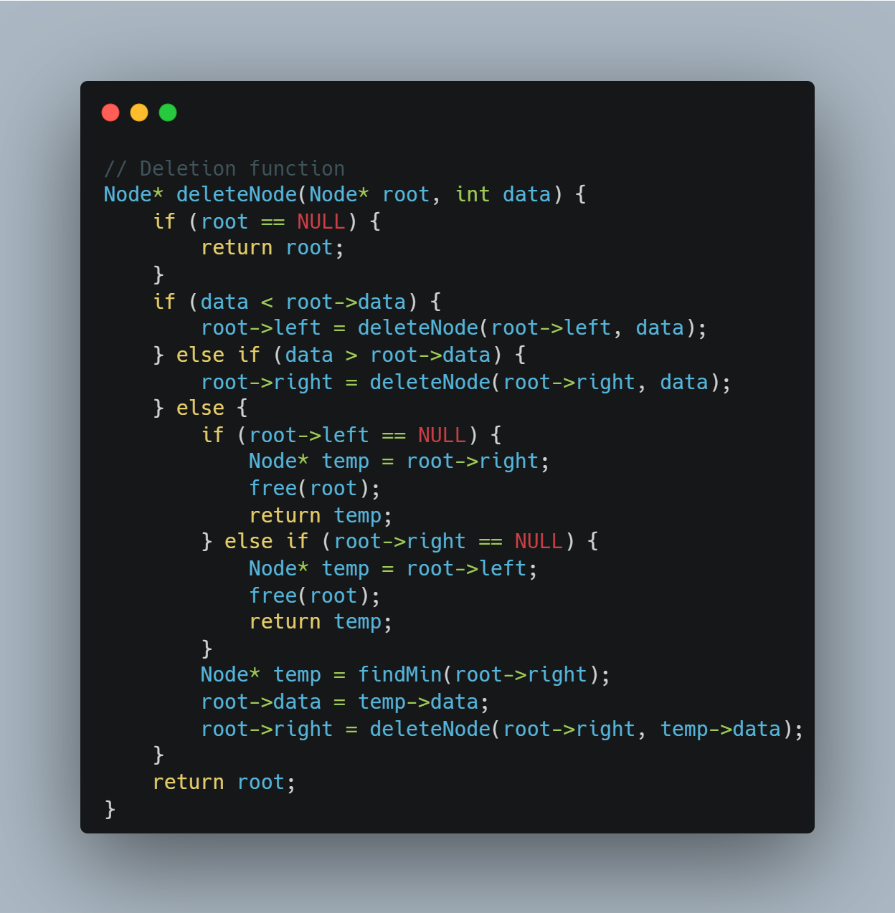 // Deletion function
Node* deleteNode(Node* root, int data) {
    if (root == NULL) {
        return root;
    }
    if (data < root->data) {
        root->left = deleteNode(root->left, data);
    } else if (data > root->data) {
        root->right = deleteNode(root->right, data);
    } else {
        if (root->left == NULL) {
            Node* temp = root->right;
            free(root);
            return temp;
        } else if (root->right == NULL) {
            Node* temp = root->left;
            free(root);
            return temp;
        }
        Node* temp = findMin(root->right);
        root->data = temp->data;
        root->right = deleteNode(root->right, temp->data);
    }
    return root;
}